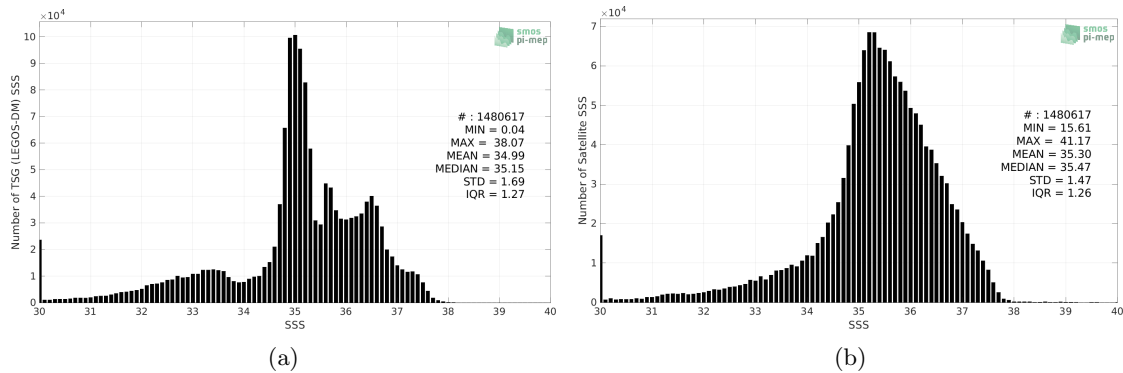 ×10⁴
10
9
8
7
6
5
4
3
2
1
0
Number of TSG (LEGOS-DM) SSS
smos
pi-mep
# : 1480617
MIN = 0.04
MAX = 38.07
MEAN = 34.99
MEDIAN = 35.15
STD = 1.69
IQR = 1.27
30 31 32 33 34 35 36 37 38 39 40
SSS
(a)
×10⁴
7
6
5
4
3
2
1
0
Number of Satellite SSS
smos
pi-mep
# : 1480617
MIN = 15.61
MAX = 41.17
MEAN = 35.30
MEDIAN = 35.47
STD = 1.47
IQR = 1.26
30 31 32 33 34 35 36 37 38 39 40
SSS
(b)